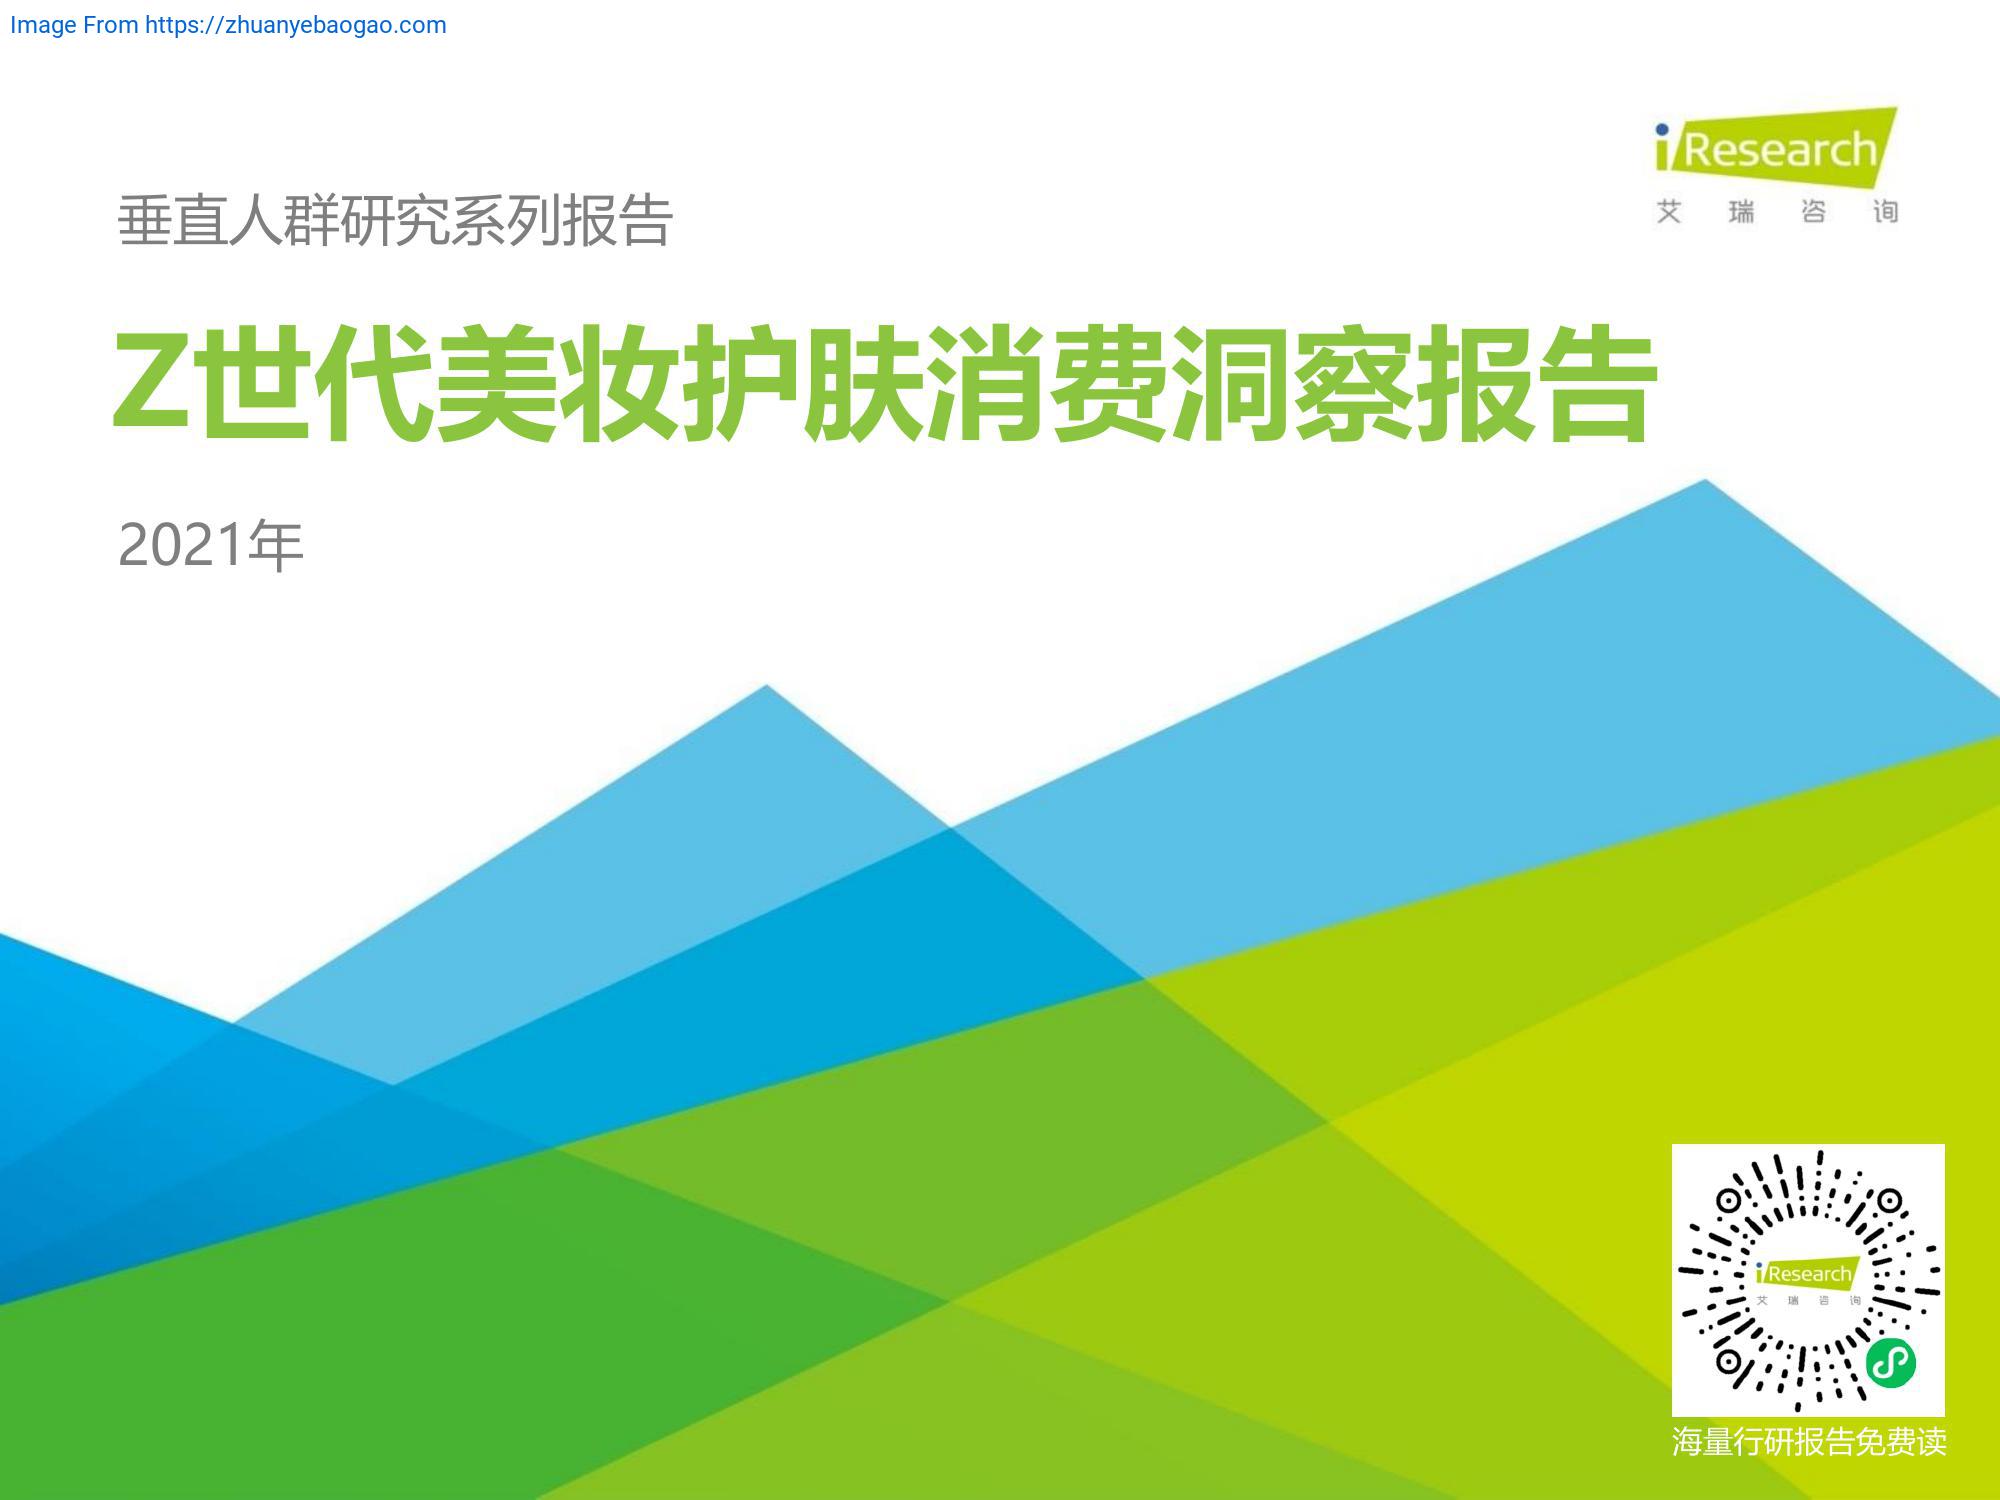 Image From https://zhuanyebaogao.com
iResearch
艾瑞咨询
垂直人群研究系列报告
Z世代美妆护肤消费洞察报告
2021年
iResearch
艾瑞咨询
海量行研报告免费读